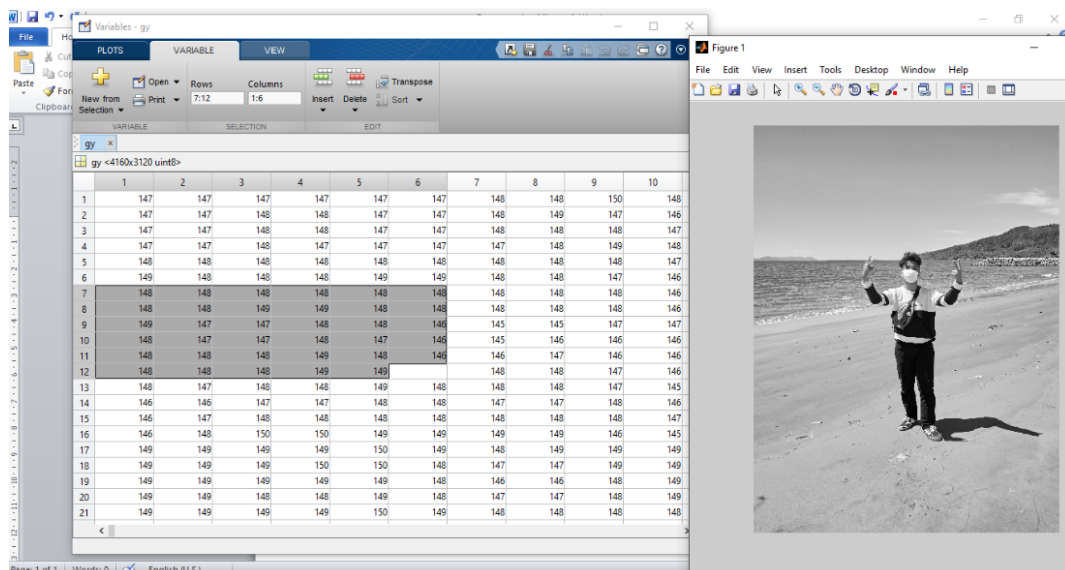 File
Paste
Clipboar
Variables - gy
PLOTS VARIABLE VIEW
New from
Selection
Open
Print
Rows
7:12
Columns
1:6
Insert
Delete
Transpose
Sort
VARIABLE SELECTION EDIT
gy
gy <4160x3120 uint8>
1 2 3 4 5 6 7 8 9 10
1 147 147 147 147 147 147 148 148 150 148
2 147 147 148 148 147 147 148 149 147 146
3 147 147 148 148 147 147 148 148 148 147
4 147 147 148 147 147 147 147 148 149 148
5 148 148 148 148 148 148 148 148 148 147
6 149 148 148 148 149 149 148 148 147 146
7 148 148 148 148 148 148 148 148 148 146
8 148 148 149 149 148 148 148 148 148 146
9 149 147 147 148 148 146 145 145 147 147
10 148 147 147 148 147 146 145 146 146 146
11 148 148 148 149 148 146 146 147 146 146
12 148 148 148 149 149 148 148 147 146
13 148 147 148 148 149 148 148 148 147 145
14 146 146 147 147 148 148 147 147 148 146
15 146 147 148 148 148 148 148 148 148 147
16 146 148 150 150 149 149 149 149 146 145
17 149 149 149 149 150 149 148 149 149 149
18 149 149 149 150 150 148 147 147 149 149
19 149 149 149 149 149 148 146 146 148 149
20 149 149 148 148 149 148 147 147 148 149
21 149 149 149 149 150 149 148 148 148 148
Figure 1
File Edit View Insert Tools Desktop Window Help
Page: 1 of 1 Words: 0 English (U.S.)